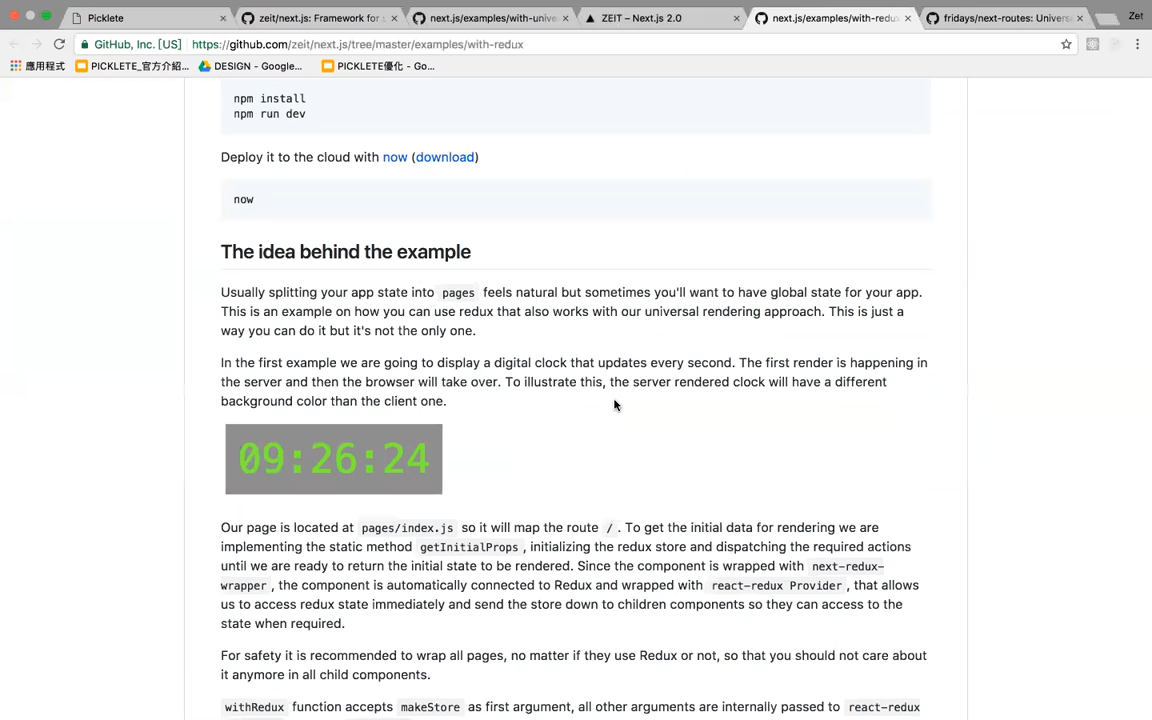 Picklete
zeit/next.js: Framework for
next.js/examples/with-unive
ZEIT – Next.js 2.0
next.js/examples/with-redux
fridays/next-routes: Univers
Zet
GitHub, Inc. [US]
https://github.com/zeit/next.js/tree/master/examples/with-redux
應用程式
PICKLETE_官方介紹...
DESIGN - Google...
PICKLETE優化 - Go...
npm install
npm run dev
Deploy it to the cloud with now (download)
now
The idea behind the example
Usually splitting your app state into pages feels natural but sometimes you'll want to have global state for your app.
This is an example on how you can use redux that also works with our universal rendering approach. This is just a
way you can do it but it's not the only one.
In the first example we are going to display a digital clock that updates every second. The first render is happening in
the server and then the browser will take over. To illustrate this, the server rendered clock will have a different
background color than the client one.
09:26:24
Our page is located at pages/index.js so it will map the route / . To get the initial data for rendering we are
implementing the static method getInitialProps , initializing the redux store and dispatching the required actions
until we are ready to return the initial state to be rendered. Since the component is wrapped with next-redux-
wrapper , the component is automatically connected to Redux and wrapped with react-redux Provider , that allows
us to access redux state immediately and send the store down to children components so they can access to the
state when required.
For safety it is recommended to wrap all pages, no matter if they use Redux or not, so that you should not care about
it anymore in all child components.
withRedux function accepts makeStore as first argument, all other arguments are internally passed to react-redux